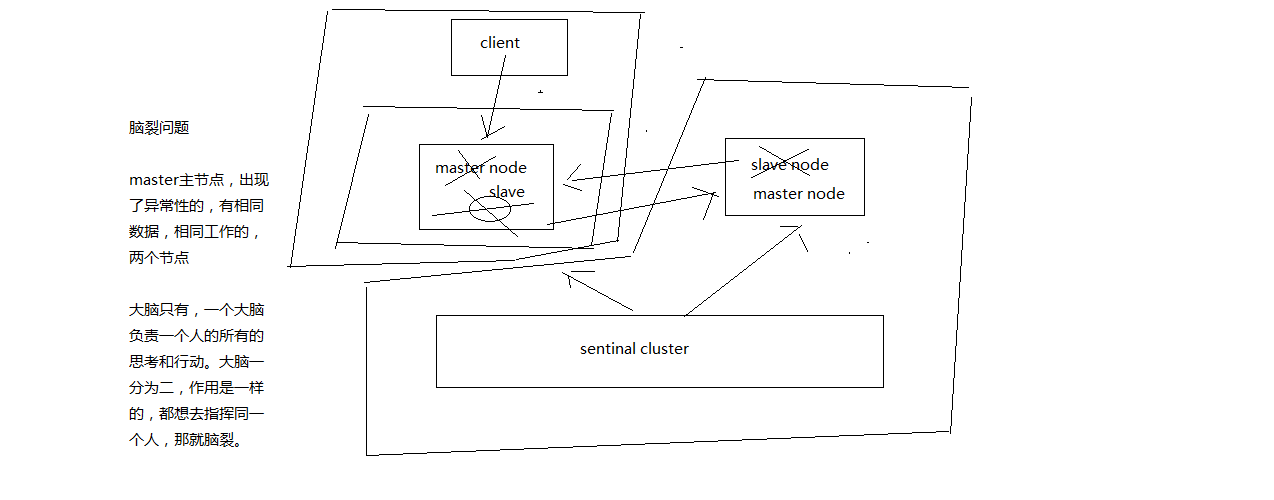 client
脑裂问题
master主节点，出现
了异常性的，有相同
数据，相同工作的，
两个节点
master node
slave
slave node
master node
大脑只有，一个大脑
负责一个人的所有的
思考和行动。大脑一
分为二，作用是一样
的，都想去指挥同一
个人，那就脑裂。
sentinal cluster